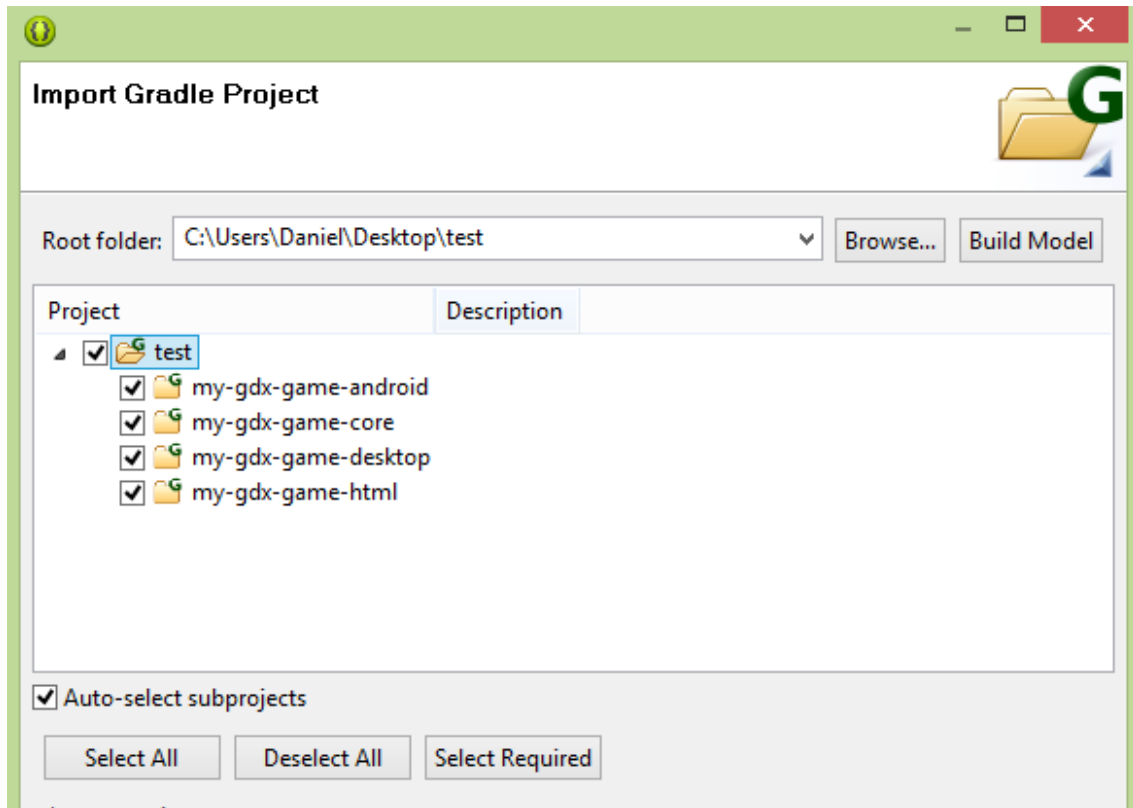 Import Gradle Project
Root folder: C:\Users\Daniel\Desktop\test Browse... Build Model
Project Description
test
my-gdx-game-android
my-gdx-game-core
my-gdx-game-desktop
my-gdx-game-html
Auto-select subprojects
Select All Deselect All Select Required